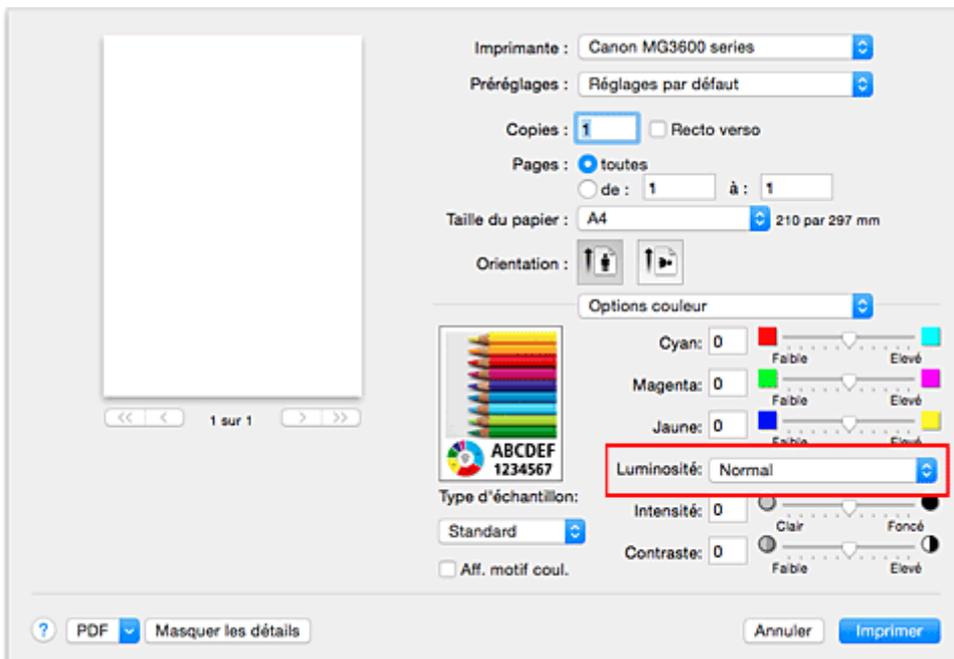 Imprimante : Canon MG3600 series
Préréglages : Réglages par défaut
Copies : 1 Recto verso
Pages : toutes
de : 1 à : 1
Taille du papier : A4 210 par 297 mm
Orientation :
Options couleur
Cyan: 0
Faible Elevé
Magenta: 0
Faible Elevé
Jaune: 0
Faible Elevé
Luminosité: Normal
Intensité: 0
Clair Foncé
Contraste: 0
Faible Elevé
ABCDEF
1234567
Type d'échantillon:
Standard
Aff. motif coul.
<< < 1 sur 1 > >>
? PDF Masquer les détails Annuler Imprimer